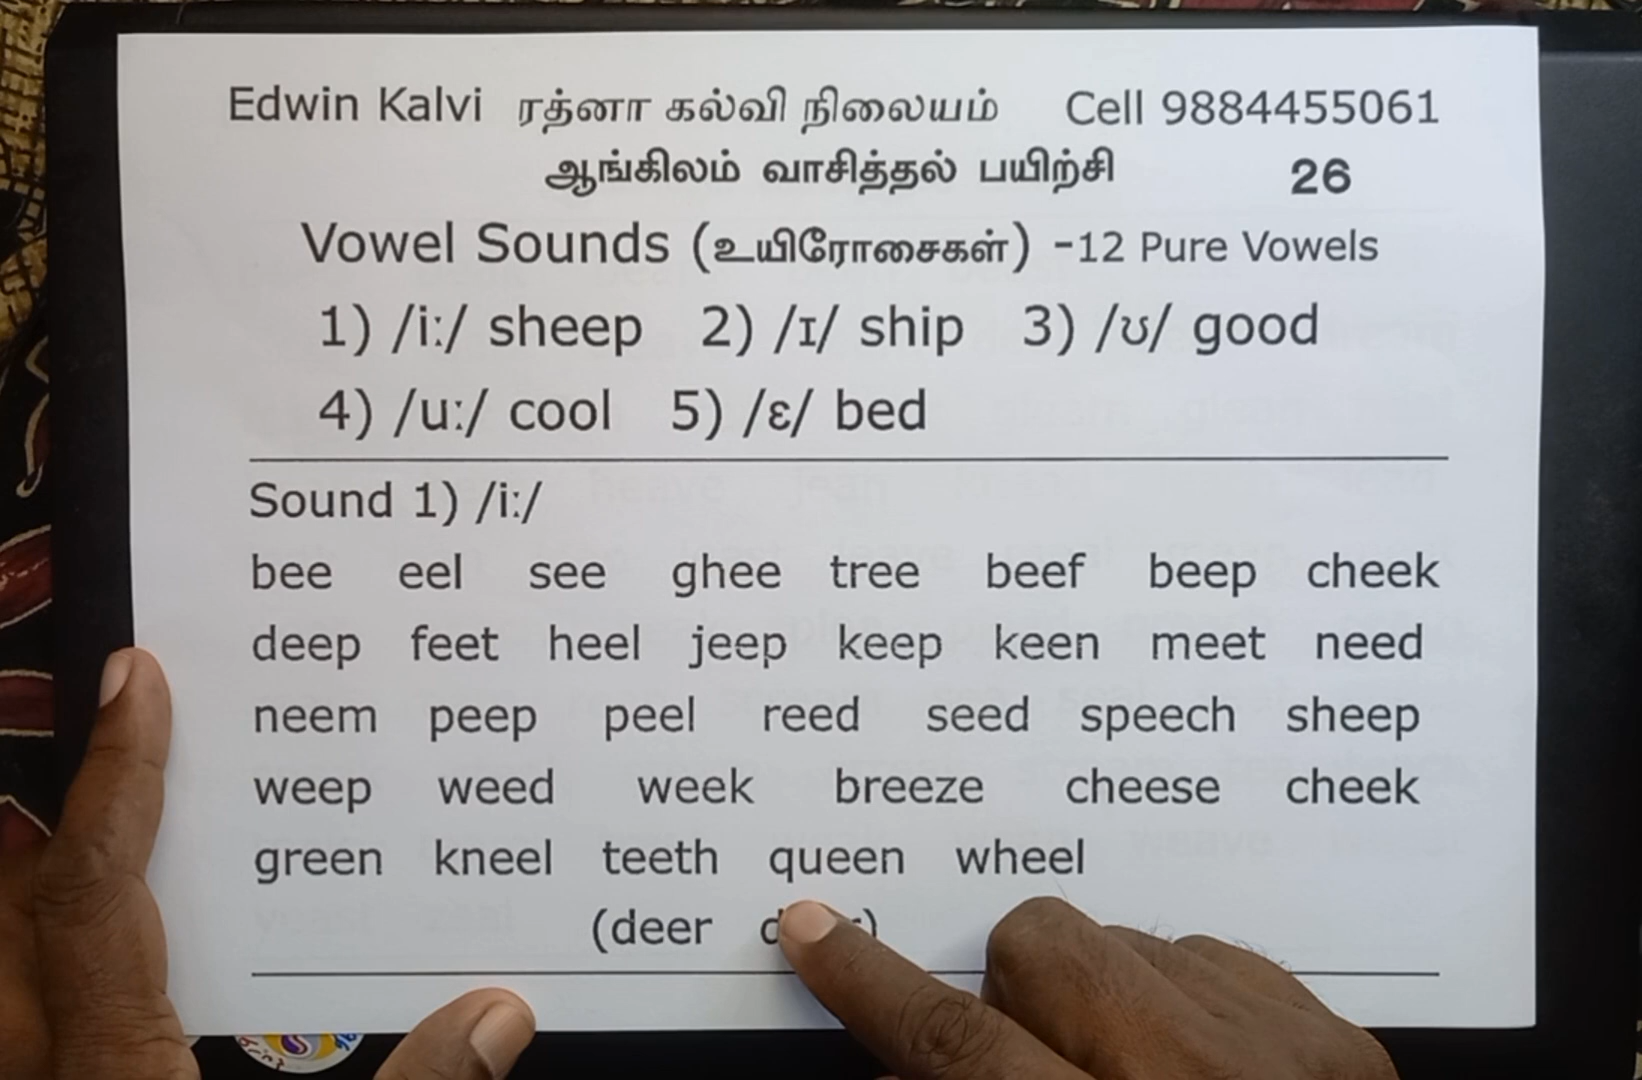 Edwin Kalvi ரத்னா கல்வி நிலையம் Cell 9884455061
ஆங்கிலம் வாசித்தல் பயிற்சி 26
Vowel Sounds (உயிரோசைகள்) -12 Pure Vowels
1) /i:/ sheep 2) /ɪ/ ship 3) /ʊ/ good
4) /u:/ cool 5) /ɛ/ bed
Sound 1) /i:/
bee eel see ghee tree beef beep cheek
deep feet heel jeep keep keen meet need
neem peep peel reed seed speech sheep
weep weed week breeze cheese cheek
green kneel teeth queen wheel
(deer